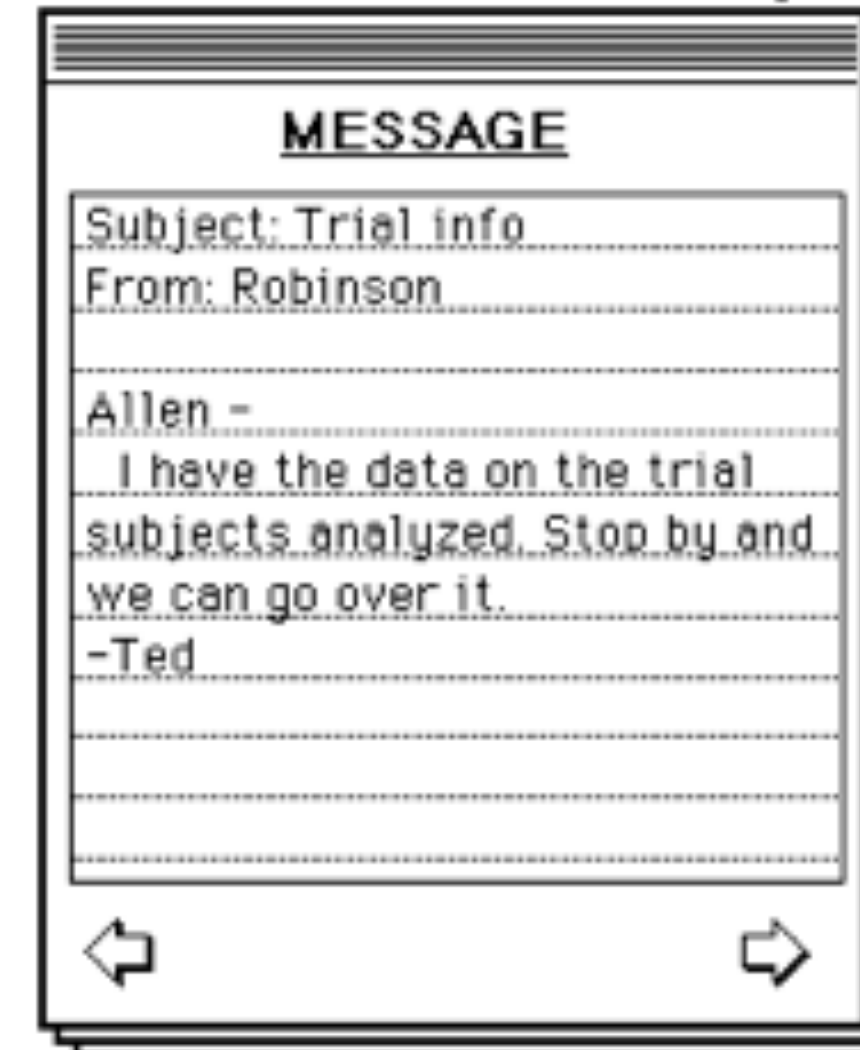 MESSAGE
Subject: Trial info
From: Robinson
Allen -
I have the data on the trial
subjects analyzed. Stop by and
we can go over it.
-Ted